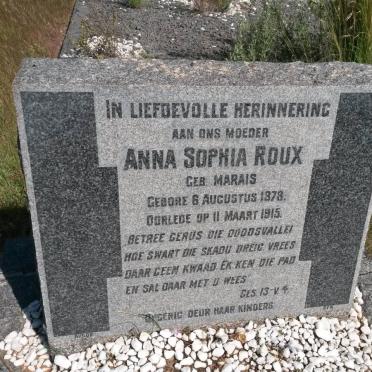 IN LIEFDEVOLLE HERINNERING
AAN ONS MOEDER
ANNA SOPHIA ROUX
GEB. MARAIS
GEBORE 6 AUGUSTUS 1878.
OORLEDE OP 11 MAART 1915.
BETREE GERUS DIE DOODSVALLEI
HOE SWART DIE SKADU DREIG VREES
DAAR GEEN KWAAD EK KEN DIE PAD
EN SAL DAAR MET U WEES
GES. 13 V. 4.
OPGERIG DEUR HAAR KINDERS.